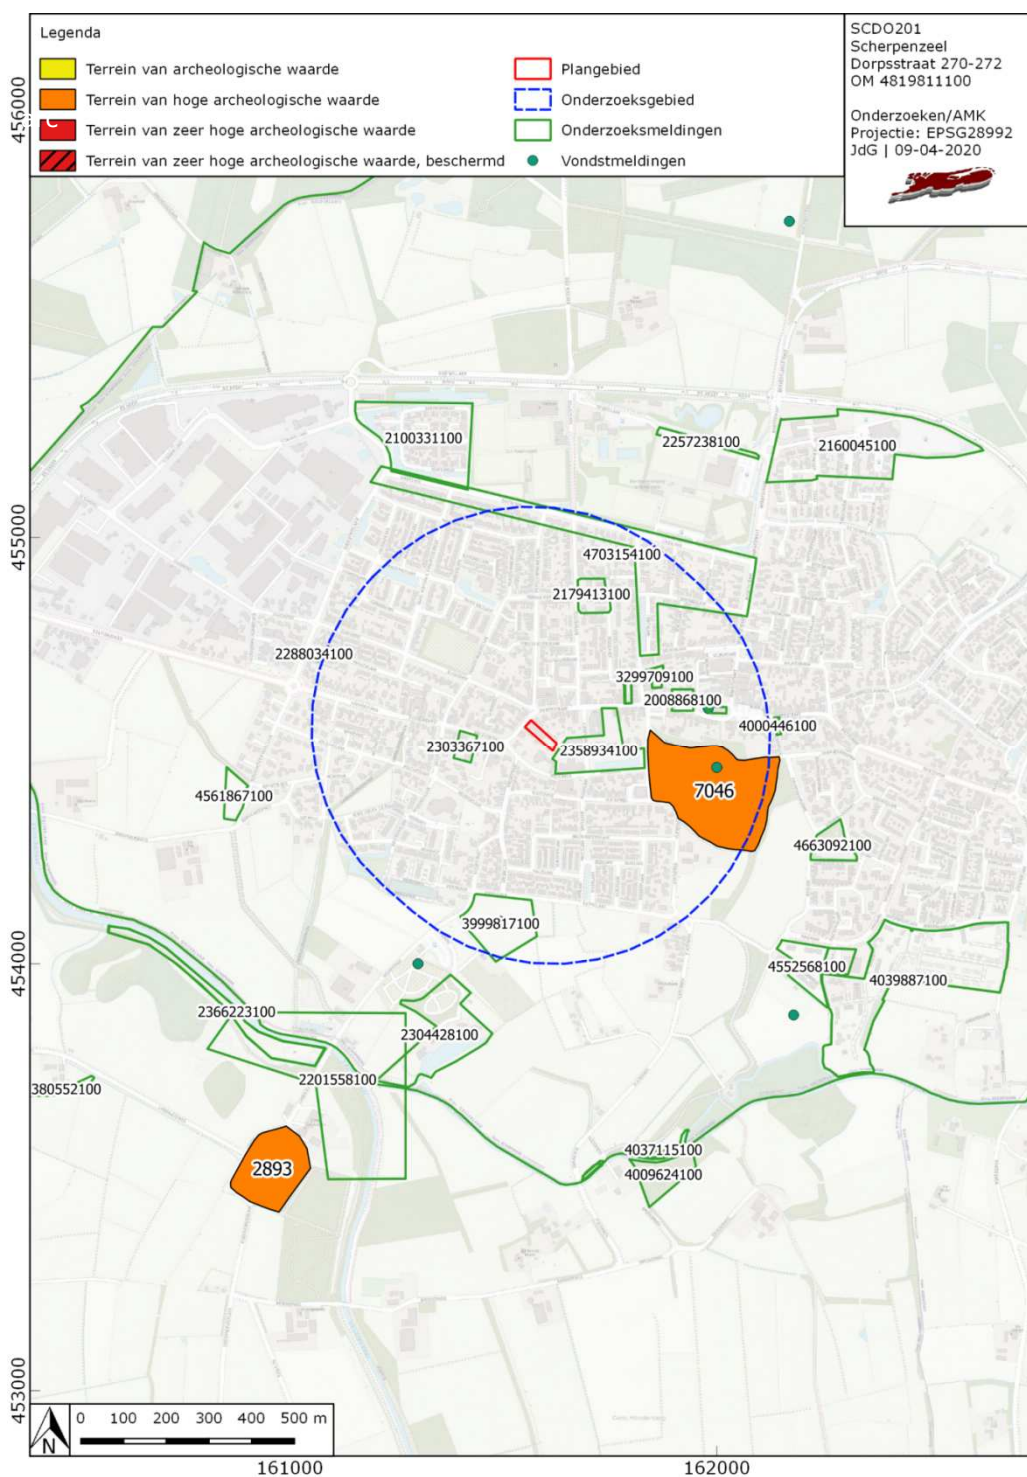 Legenda
Terrein van archeologische waarde
Terrein van hoge archeologische waarde
Terrein van zeer hoge archeologische waarde
Terrein van zeer hoge archeologische waarde, beschermd
Plangebied
Onderzoeksgebied
Onderzoeksmeldingen
Vondstmeldingen
SCDO201
Scherpenzeel
Dorpsstraat 270-272
OM 4819811100
Onderzoeken/AMK
Projectie: EPSG28992
JdG | 09-04-2020
456000
2100331100
2257238100
2160045100
455000
4703154100
2179413100
2288034100
3299709100
2008868100
4000446100
2303367100
2358934100
7046
4561867100
4663092100
3999817100
454000
4552568100
4039887100
2366223100
2304428100
2201558100
380552100
4037115100
4009624100
2893
453000
0 100 200 300 400 500 m
N
161000
162000